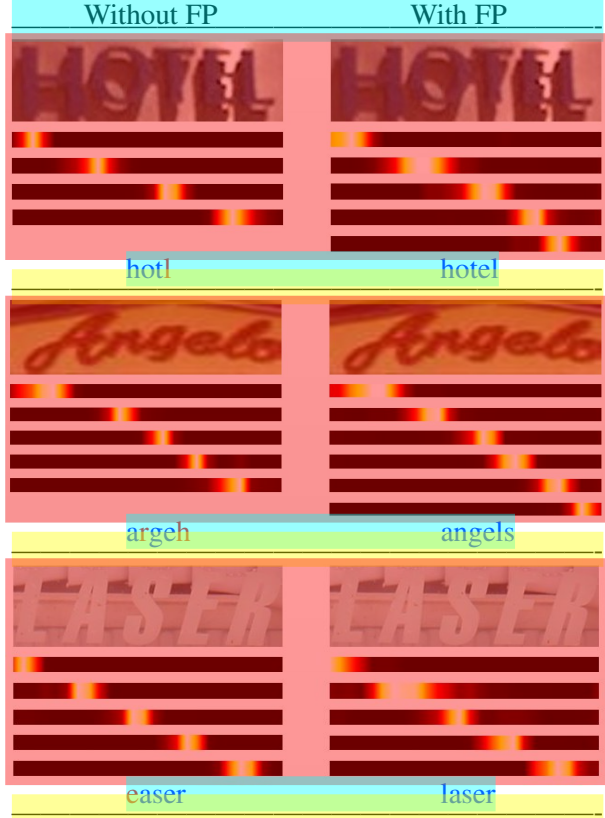 Without FP With FP
HOTEL HOTEL
hotl hotel
Angelo Angelo
argeh angels
LASER LASER
easer laser